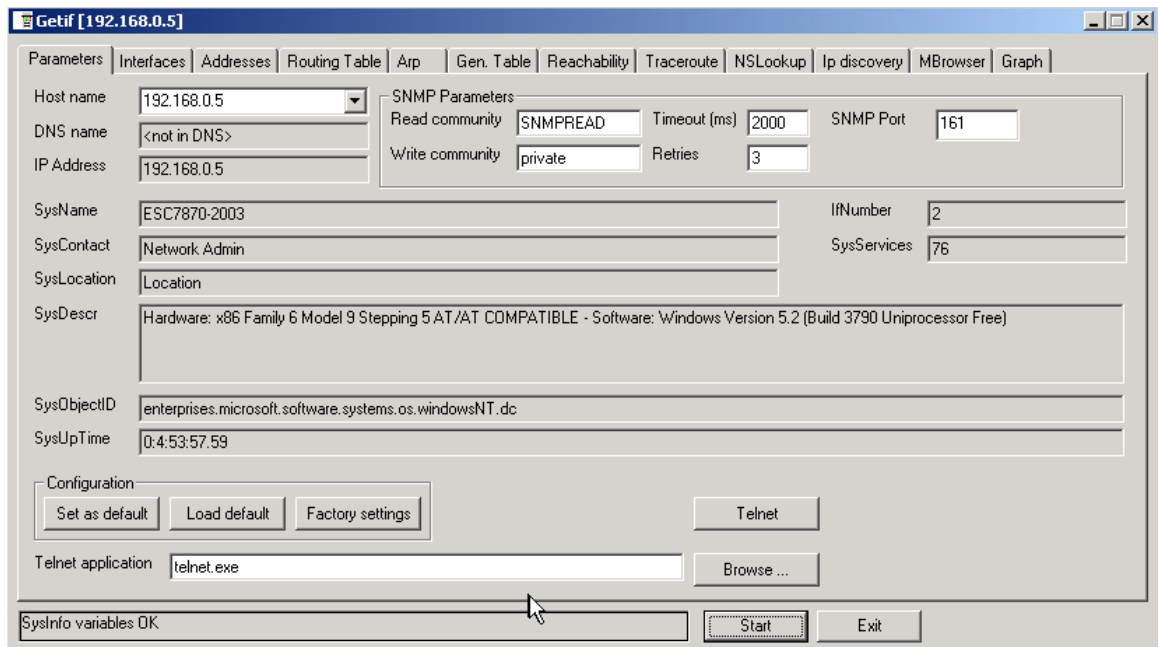 Getif [192.168.0.5]
Parameters Interfaces Addresses Routing Table Arp Gen. Table Reachability Traceroute NSLookup Ip discovery MBrowser Graph
Host name 192.168.0.5
DNS name <not in DNS>
IP Address 192.168.0.5
SNMP Parameters
Read community SNMPREAD Timeout (ms) 2000 SNMP Port 161
Write community private Retries 3
SysName ESC7870-2003 IfNumber 2
SysContact Network Admin SysServices 76
SysLocation Location
SysDescr Hardware: x86 Family 6 Model 9 Stepping 5 AT/AT COMPATIBLE - Software: Windows Version 5.2 (Build 3790 Uniprocessor Free)
SysObjectID enterprises.microsoft.software.systems.os.windowsNT.dc
SysUpTime 0:4:53:57.59
Configuration
Set as default Load default Factory settings Telnet
Telnet application telnet.exe Browse ...
SysInfo variables OK Start Exit